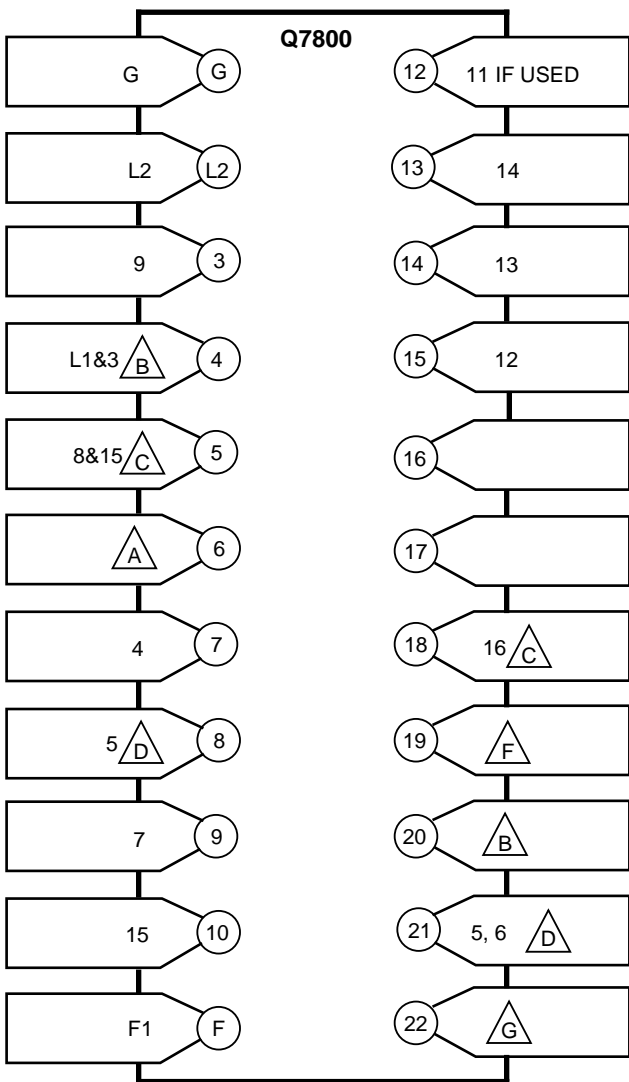 Q7800
G G 12 11 IF USED
L2 L2 13 14
9 3 14 13
L1&3 B 4 15 12
8&15 C 5 16
A 6 17
4 7 18 16 C
5 D 8 19 F
7 9 20 B
15 10 21 5, 6 D
F1 F 22 G